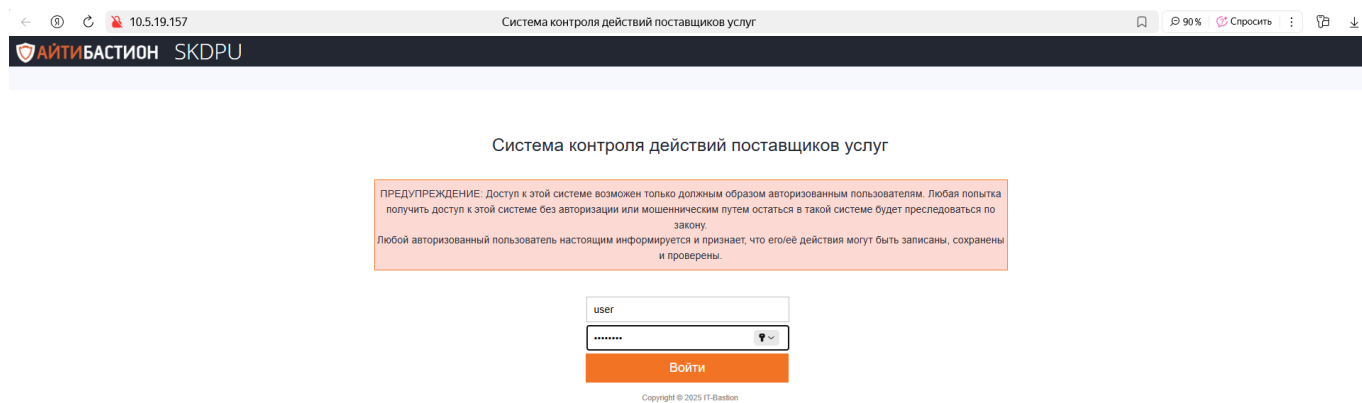 10.5.19.157
Система контроля действий поставщиков услуг
90 %
Спросить
АЙТИБАСТИОН SKDPU
Система контроля действий поставщиков услуг
ПРЕДУПРЕЖДЕНИЕ: Доступ к этой системе возможен только должным образом авторизованным пользователям. Любая попытка
получить доступ к этой системе без авторизации или мошенническим путем остаться в такой системе будет преследоваться по
закону.
Любой авторизованный пользователь настоящим информируется и признает, что его/её действия могут быть записаны, сохранены
и проверены.
user
••••••••
Войти
Copyright © 2025 IT-Bastion